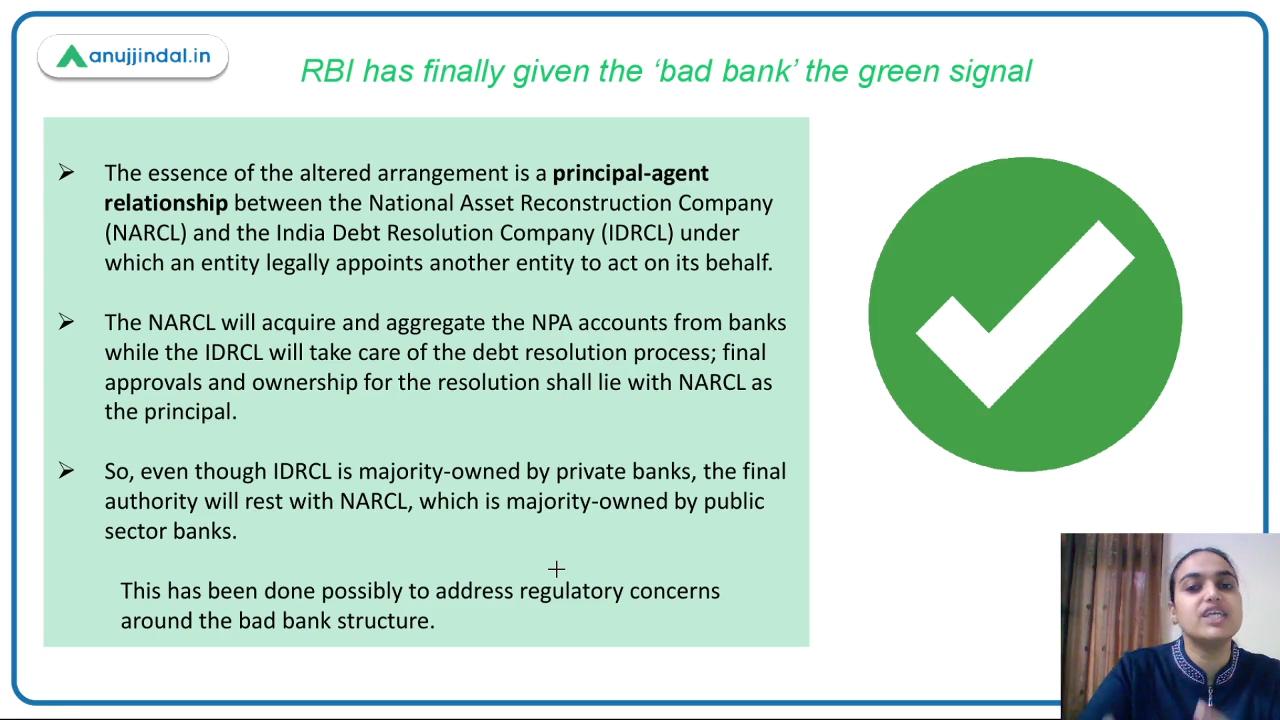 anujjindal.in
RBI has finally given the ‘bad bank’ the green signal
➢ The essence of the altered arrangement is a principal-agent
relationship between the National Asset Reconstruction Company
(NARCL) and the India Debt Resolution Company (IDRCL) under
which an entity legally appoints another entity to act on its behalf.
➢ The NARCL will acquire and aggregate the NPA accounts from banks
while the IDRCL will take care of the debt resolution process; final
approvals and ownership for the resolution shall lie with NARCL as
the principal.
➢ So, even though IDRCL is majority-owned by private banks, the final
authority will rest with NARCL, which is majority-owned by public
sector banks.
This has been done possibly to address regulatory concerns
around the bad bank structure.